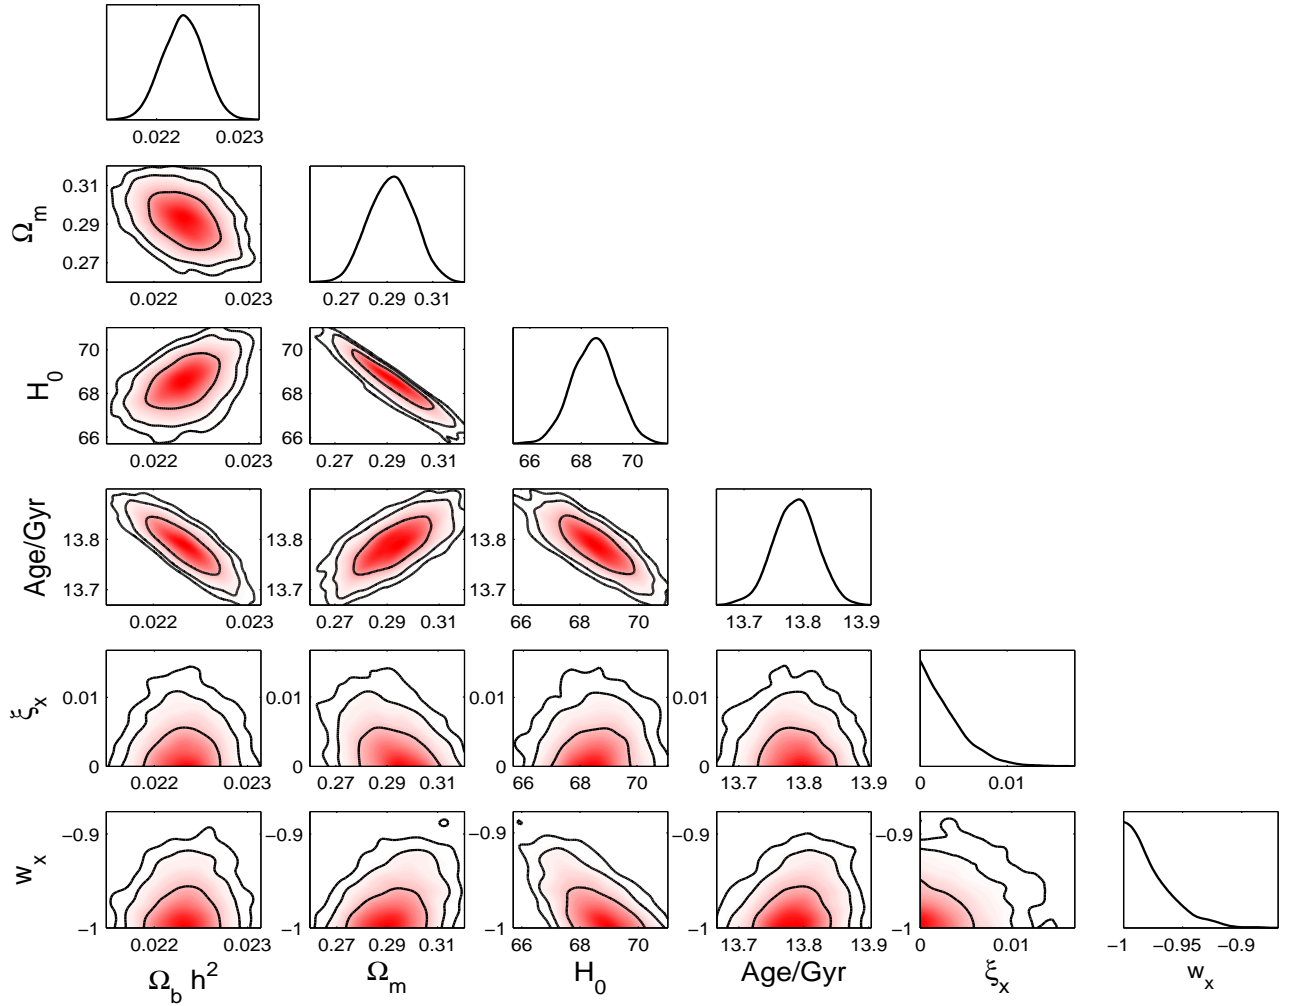 0.022 0.023
Ω_m 0.31 0.29 0.27
0.022 0.023 0.27 0.29 0.31
H_0 70 68 66
0.022 0.023 0.27 0.29 0.31 66 68 70
Age/Gyr 13.8 13.7 13.8 13.7 13.8 13.7
0.022 0.023 0.27 0.29 0.31 66 68 70 13.7 13.8 13.9
ξ_x 0.01 0 0.01 0 0.01 0 0.01 0
0.022 0.023 0.27 0.29 0.31 66 68 70 13.7 13.8 13.9 0 0.01
w_x −0.9 −1 −0.9 −1 −0.9 −1 −0.9 −1 −0.9 −1
0.022 0.023 0.27 0.29 0.31 66 68 70 13.7 13.8 13.9 0 0.01 −1 −0.95 −0.9
Ω_b h² Ω_m H_0 Age/Gyr ξ_x w_x